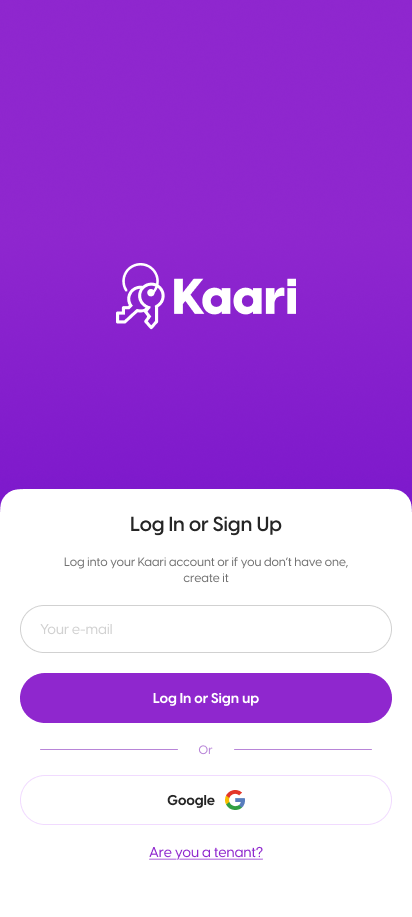 Kaari
Log In or Sign Up
Log into your Kaari account or if you don’t have one,
create it
Your e-mail
Log In or Sign up
Or
Google
Are you a tenant?